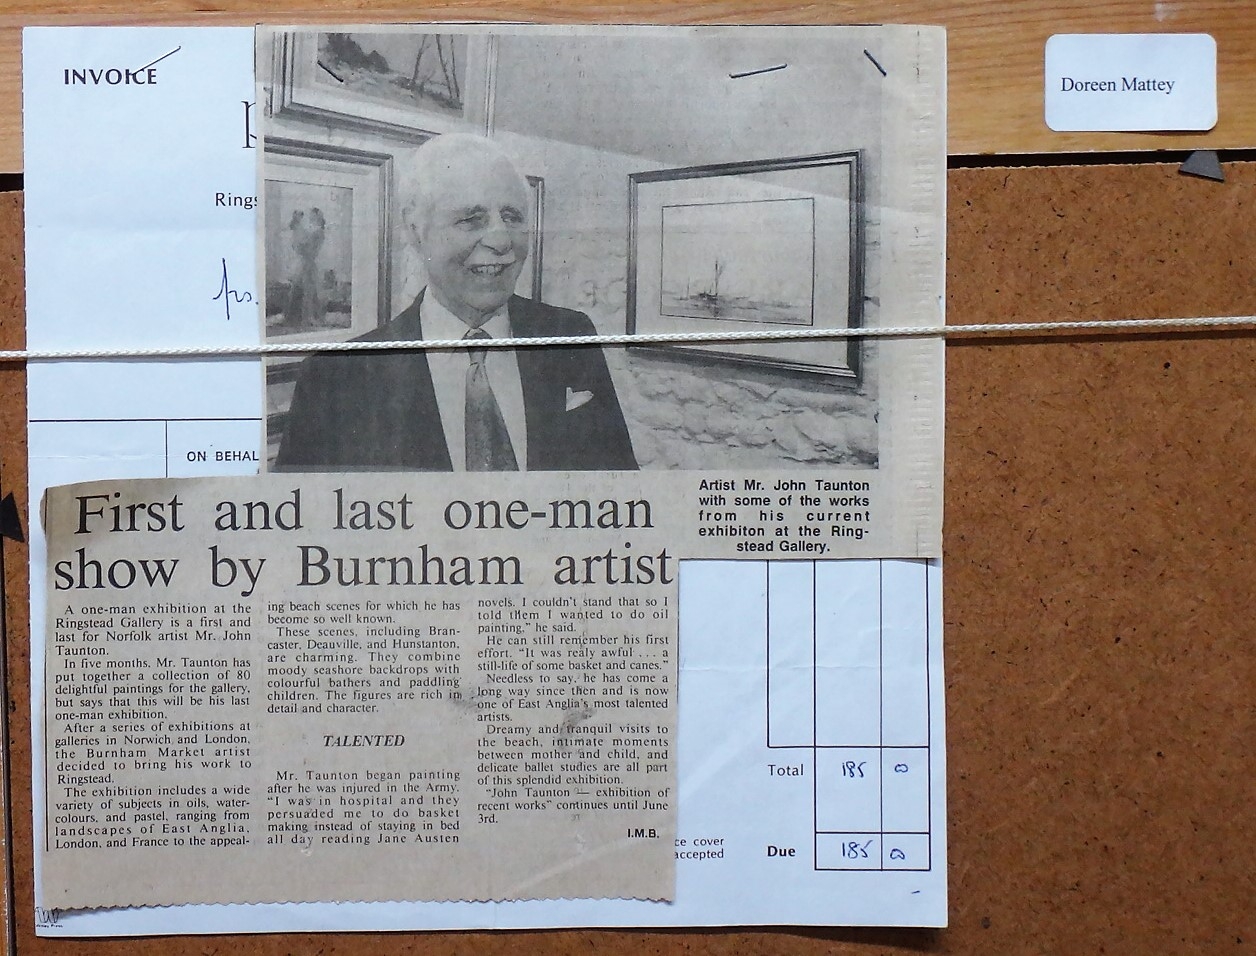 INVOICE
Doreen Mattey
Rings
ON BEHAL
Artist Mr. John Taunton
with some of the works
from his current
exhibiton at the Ring-
stead Gallery.
First and last one-man
show by Burnham artist
A one-man exhibition at the
Ringstead Gallery is a first and
last for Norfolk artist Mr. John
Taunton.
In five months, Mr. Taunton has
put together a collection of 80
delightful paintings for the gallery,
but says that this will be his last
one-man exhibition.
After a series of exhibitions at
galleries in Norwich and London,
the Burnham Market artist
decided to bring his work to
Ringstead.
The exhibition includes a wide
variety of subjects in oils, water-
colours, and pastel, ranging from
landscapes of East Anglia,
London, and France to the appeal-
ing beach scenes for which he has
become so well known.
These scenes, including Bran-
caster, Deauville, and Hunstanton,
are charming. They combine
moody seashore backdrops with
colourful bathers and paddling
children. The figures are rich in
detail and character.
TALENTED
Mr. Taunton began painting
after he was injured in the Army.
“I was in hospital and they
persuaded me to do basket
making instead of staying in bed
all day reading Jane Austen
novels. I couldn't stand that so I
told them I wanted to do oil
painting,” he said.
He can still remember his first
effort. “It was realy awful . . . a
still-life of some basket and canes.”
Needless to say, he has come a
long way since then and is now
one of East Anglia's most talented
artists.
Dreamy and tranquil visits to
the beach, intimate moments
between mother and child, and
delicate ballet studies are all part
of this splendid exhibition.
“John Taunton — exhibition of
recent works” continues until June
3rd.
I.M.B.
Total 185 00
ce cover
accepted
Due 185 00